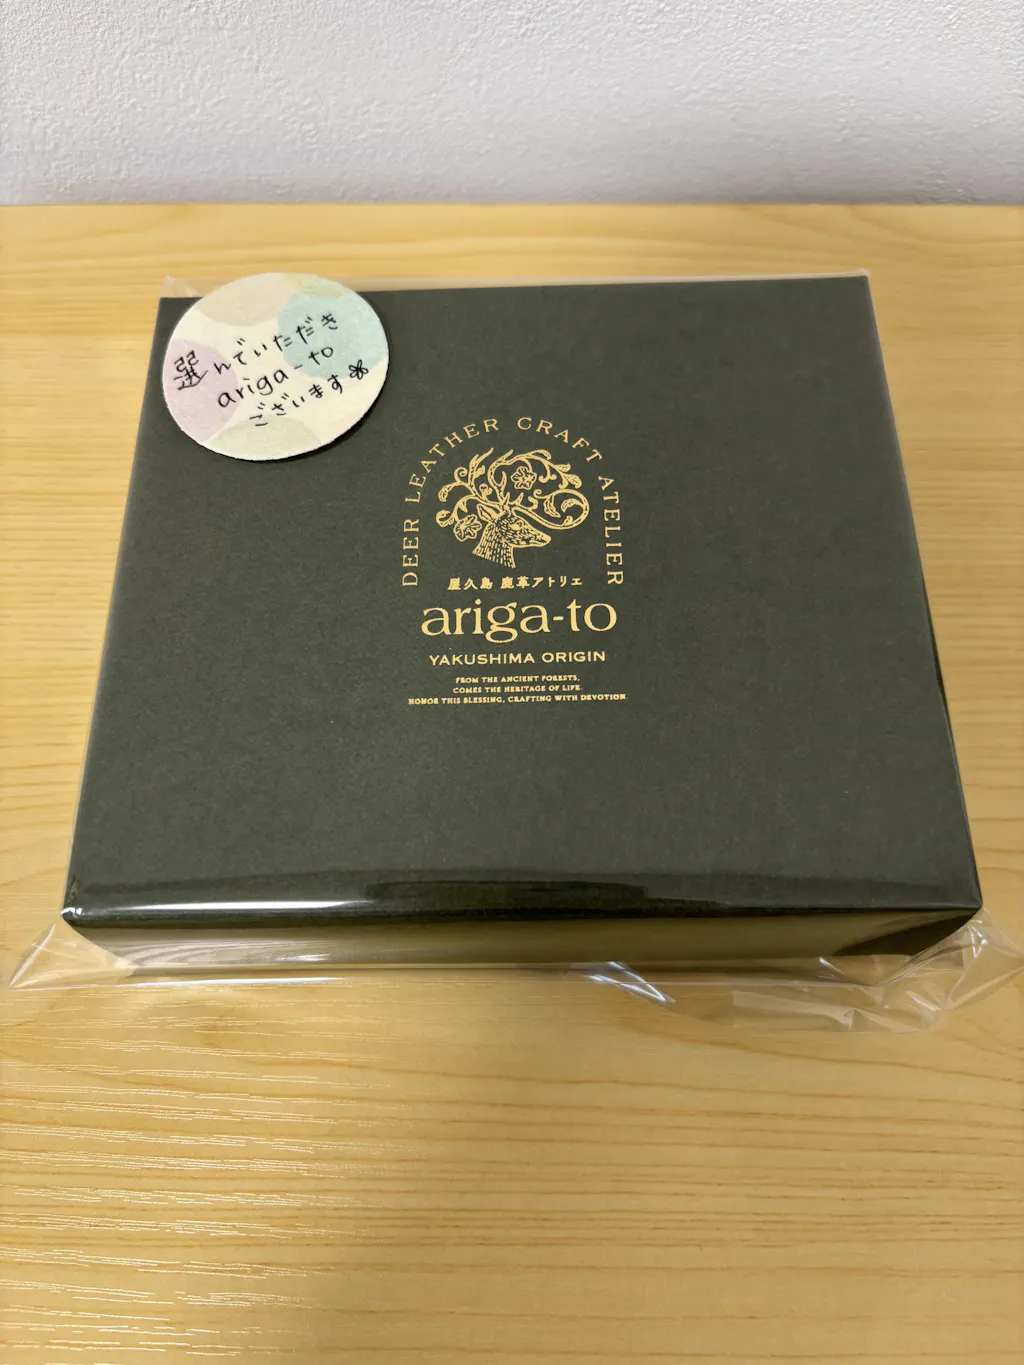 選んでいただき
ariga-to
ございます
DEER LEATHER CRAFT ATELIER
屋久島 鹿革アトリエ
ariga-to
YAKUSHIMA ORIGIN
FROM THE ANCIENT FORESTS,
COMES THE HERITAGE OF LIFE.
HONOR THIS BLESSING, CRAFTING WITH DEVOTION.